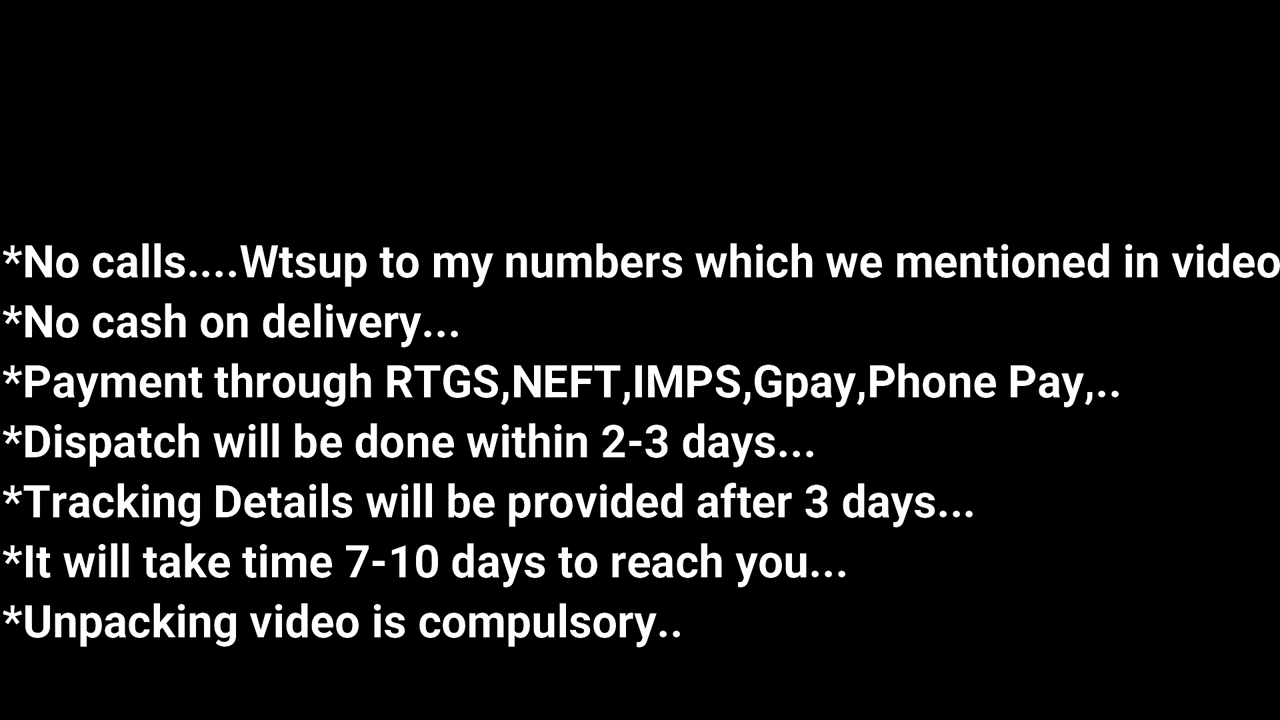 *No calls....Wtsup to my numbers which we mentioned in video
*No cash on delivery...
*Payment through RTGS,NEFT,IMPS,Gpay,Phone Pay,..
*Dispatch will be done within 2-3 days...
*Tracking Details will be provided after 3 days...
*It will take time 7-10 days to reach you...
*Unpacking video is compulsory..